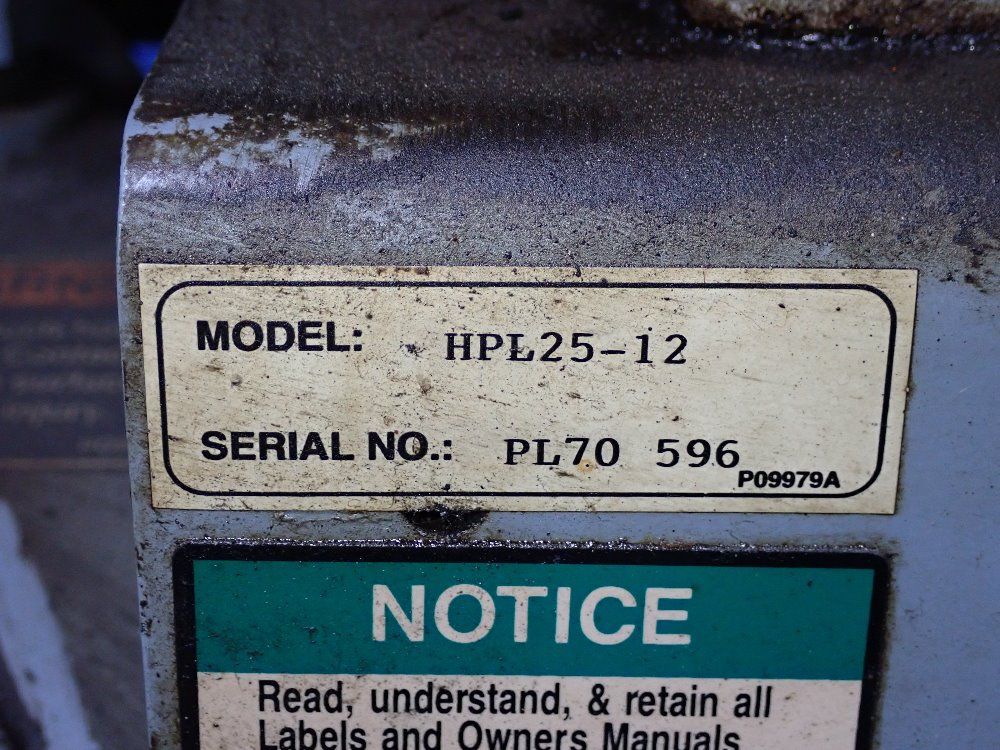 MODEL: HPL25-12
SERIAL NO.: PL70 596
P09979A
NOTICE
Read, understand, & retain all
Labels and Owners Manuals